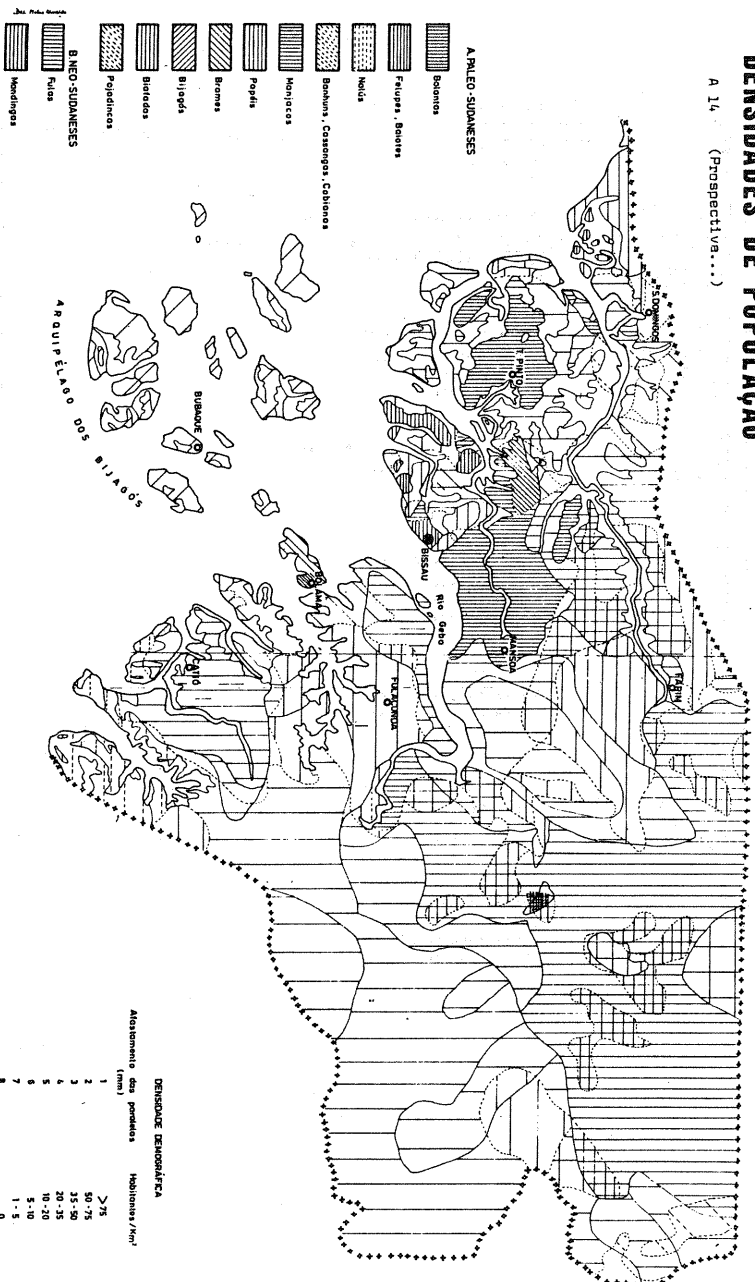 DENSIDADES DE POPULAÇÃO
A 14 (Prospectiva...)
A.PALEO-SUDANESES
Balantas
Felupes, Baiotes
Nalús
Banhuns, Cassangas, Cobianas
Manjacos
Papéis
Brames
Bijagós
Biafadas
Pajadincas
B.NEO-SUDANESES
Fulas
Mandingas
S.DOMINGOS
T. PINTO
FARIM
MANSOA
BISSAU
Rio Geba
FULACUNDA
BOLAMA
CATIÓ
BUBAQUE
ARQUIPÉLAGO DOS BIJAGÓS
DENSIDADE DEMOGRÁFICA
Afastamento das paralelas Habitantes/Km²
(mm)
1 >75
2 50-75
3 35-50
4 20-35
5 10-20
6 5-10
7 1-5
8 0